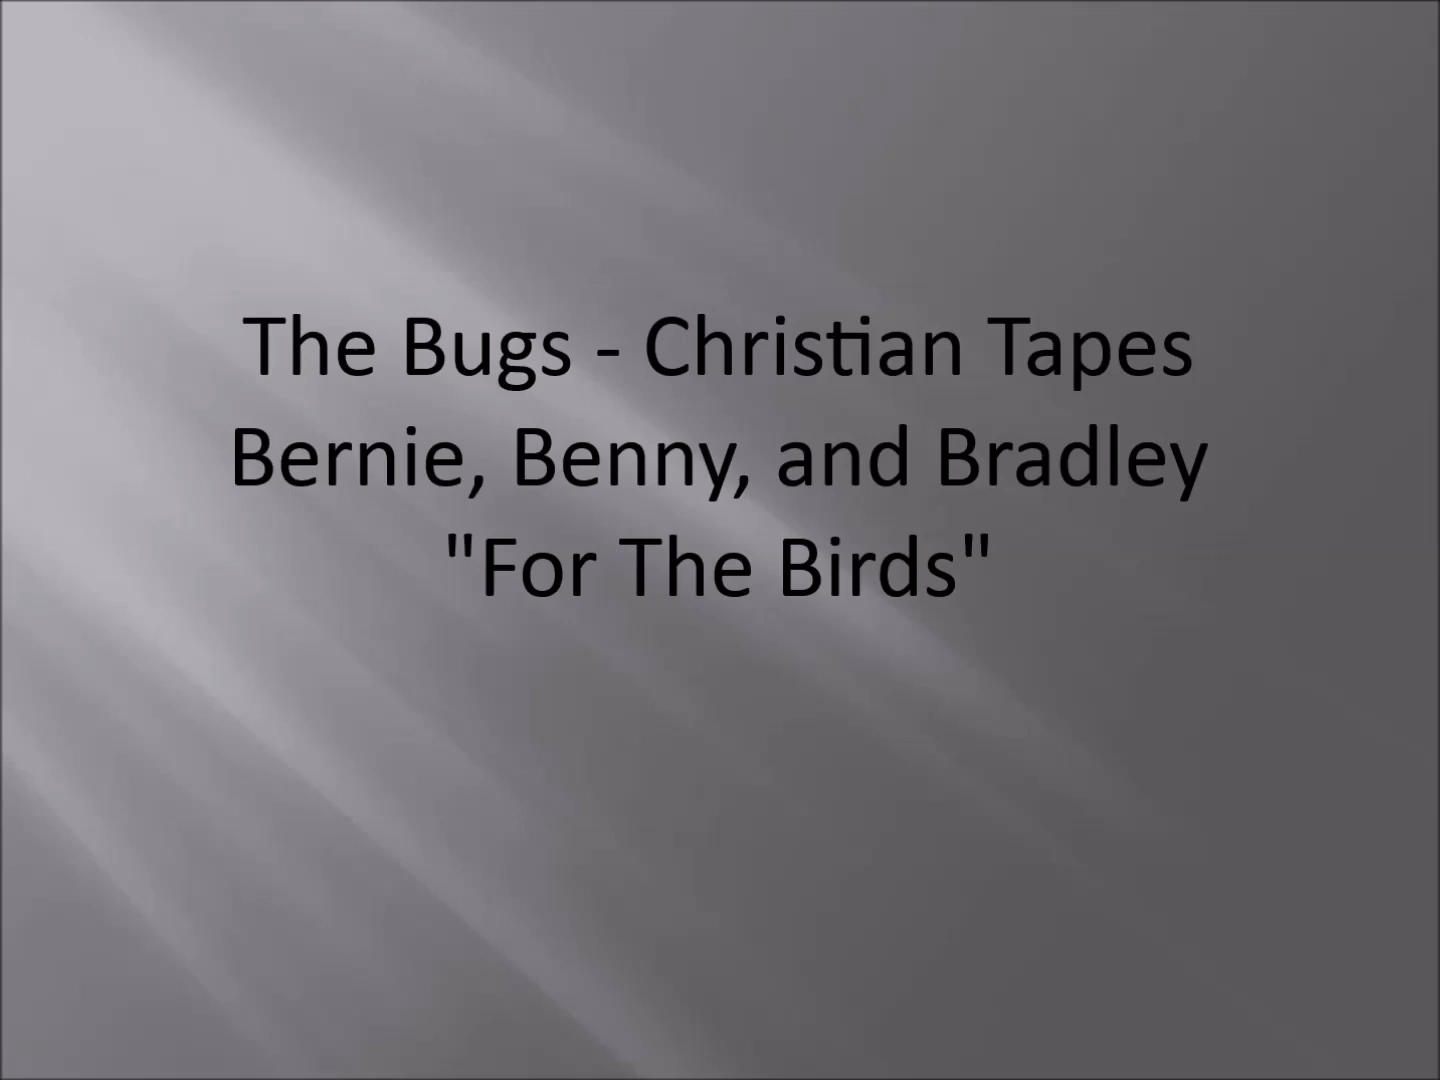 The Bugs - Christian Tapes
Bernie, Benny, and Bradley
"For The Birds"